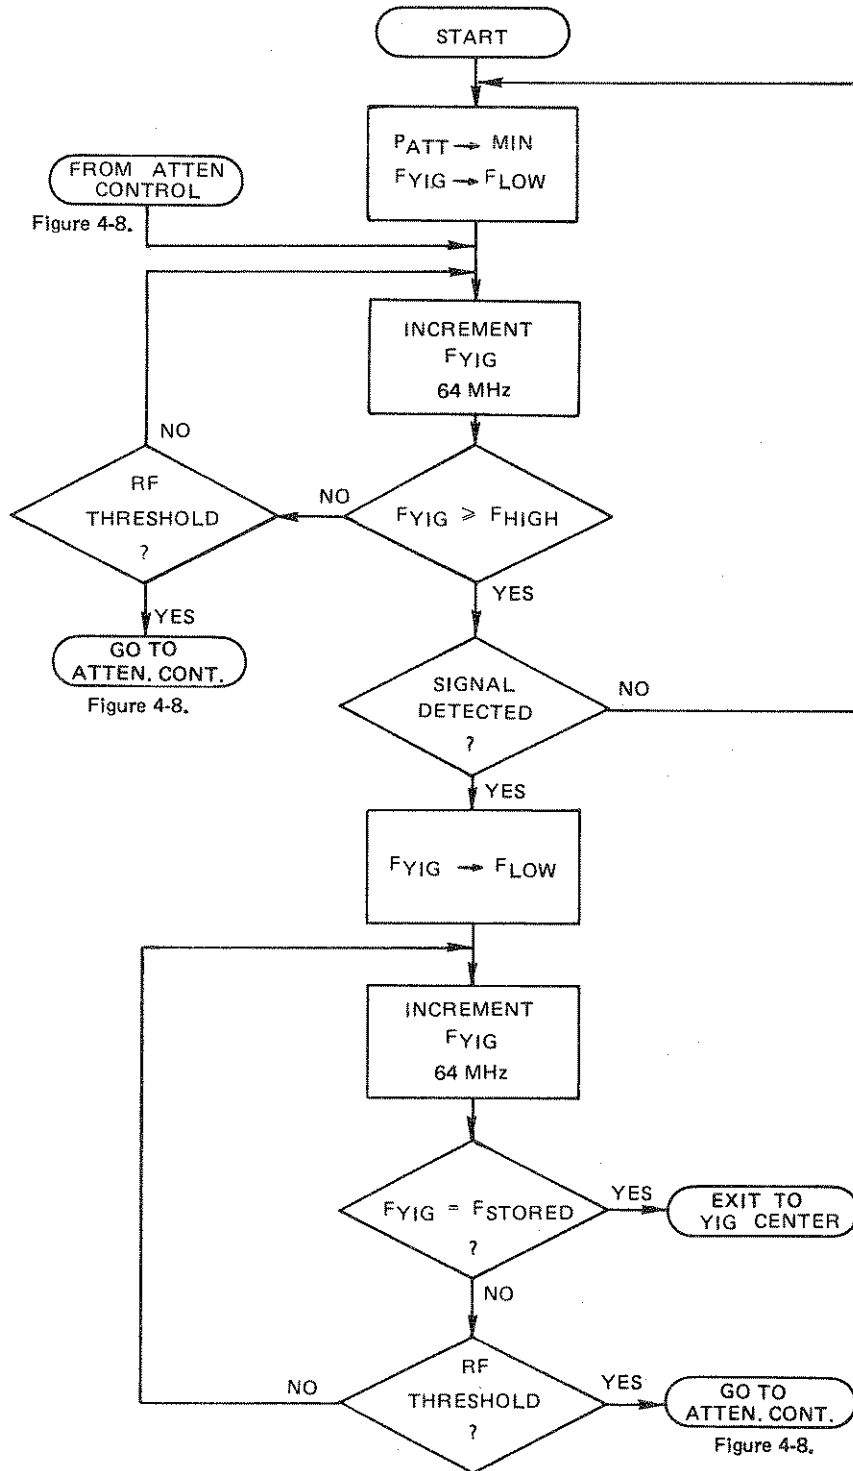 START
PATT → MIN
FYIG → FLOW
FROM ATTEN
CONTROL
Figure 4-8.
INCREMENT
FYIG
64 MHz
NO
RF
THRESHOLD
?
NO
FYIG ⩾ FHIGH
YES
YES
GO TO
ATTEN. CONT.
Figure 4-8.
SIGNAL
DETECTED
?
NO
YES
FYIG → FLOW
INCREMENT
FYIG
64 MHz
FYIG = FSTORED
?
YES
EXIT TO
YIG CENTER
NO
RF
THRESHOLD
?
NO
YES
GO TO
ATTEN. CONT.
Figure 4-8.